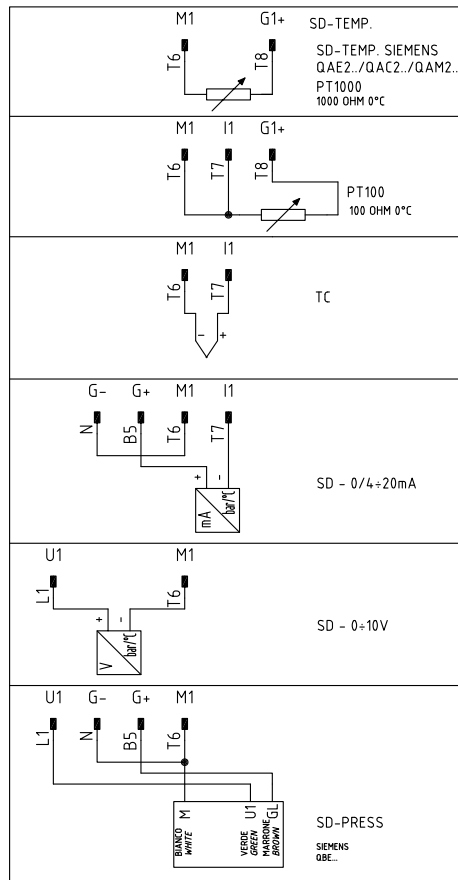 M1 G1+ SD-TEMP.
T6 T8
SD-TEMP. SIEMENS
QAE2../QAC2../QAM2..
PT1000
1000 OHM 0°C
M1 I1 G1+
T6 T7 T8
PT100
100 OHM 0°C
M1 I1
T6 T7
- +
TC
G- G+ M1 I1
N B5 T6 T7
+ -
mA bar/°C
SD - 0/4÷20mA
U1 M1
L1 T6
+ -
V bar/°C
SD - 0÷10V
U1 G- G+ M1
L1 N B5 T6
M U1 GL
BIANCO VERDE MARRONE
WHITE GREEN BROWN
SD-PRESS
SIEMENS
QBE...